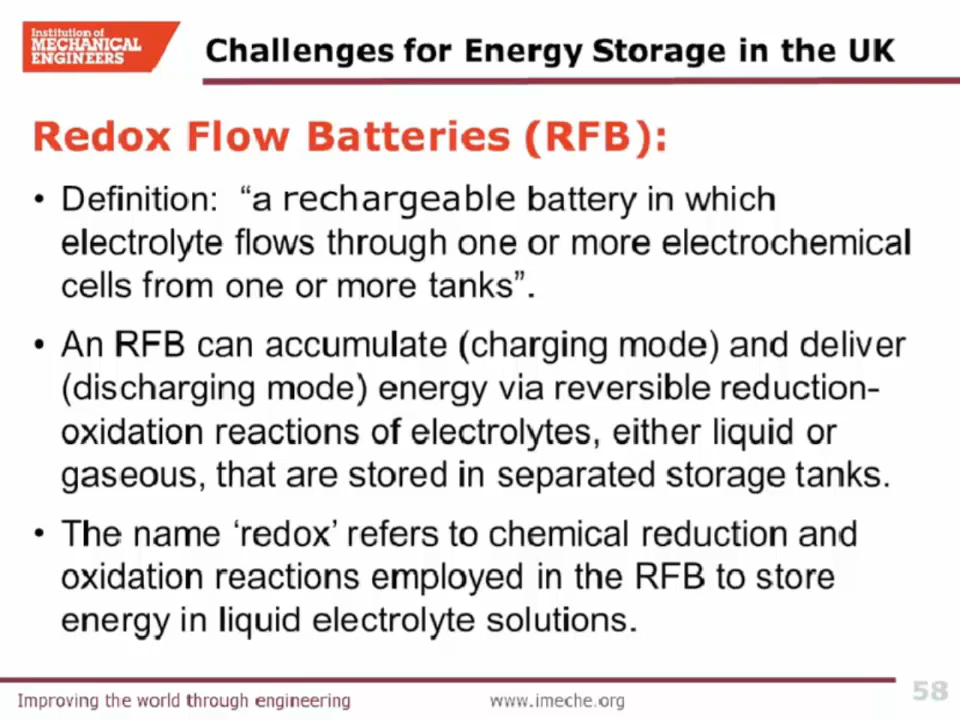 Institution of
MECHANICAL
ENGINEERS
Challenges for Energy Storage in the UK
Redox Flow Batteries (RFB):
• Definition: “a rechargeable battery in which
electrolyte flows through one or more electrochemical
cells from one or more tanks”.
• An RFB can accumulate (charging mode) and deliver
(discharging mode) energy via reversible reduction-
oxidation reactions of electrolytes, either liquid or
gaseous, that are stored in separated storage tanks.
• The name ‘redox’ refers to chemical reduction and
oxidation reactions employed in the RFB to store
energy in liquid electrolyte solutions.
Improving the world through engineering
www.imeche.org
58